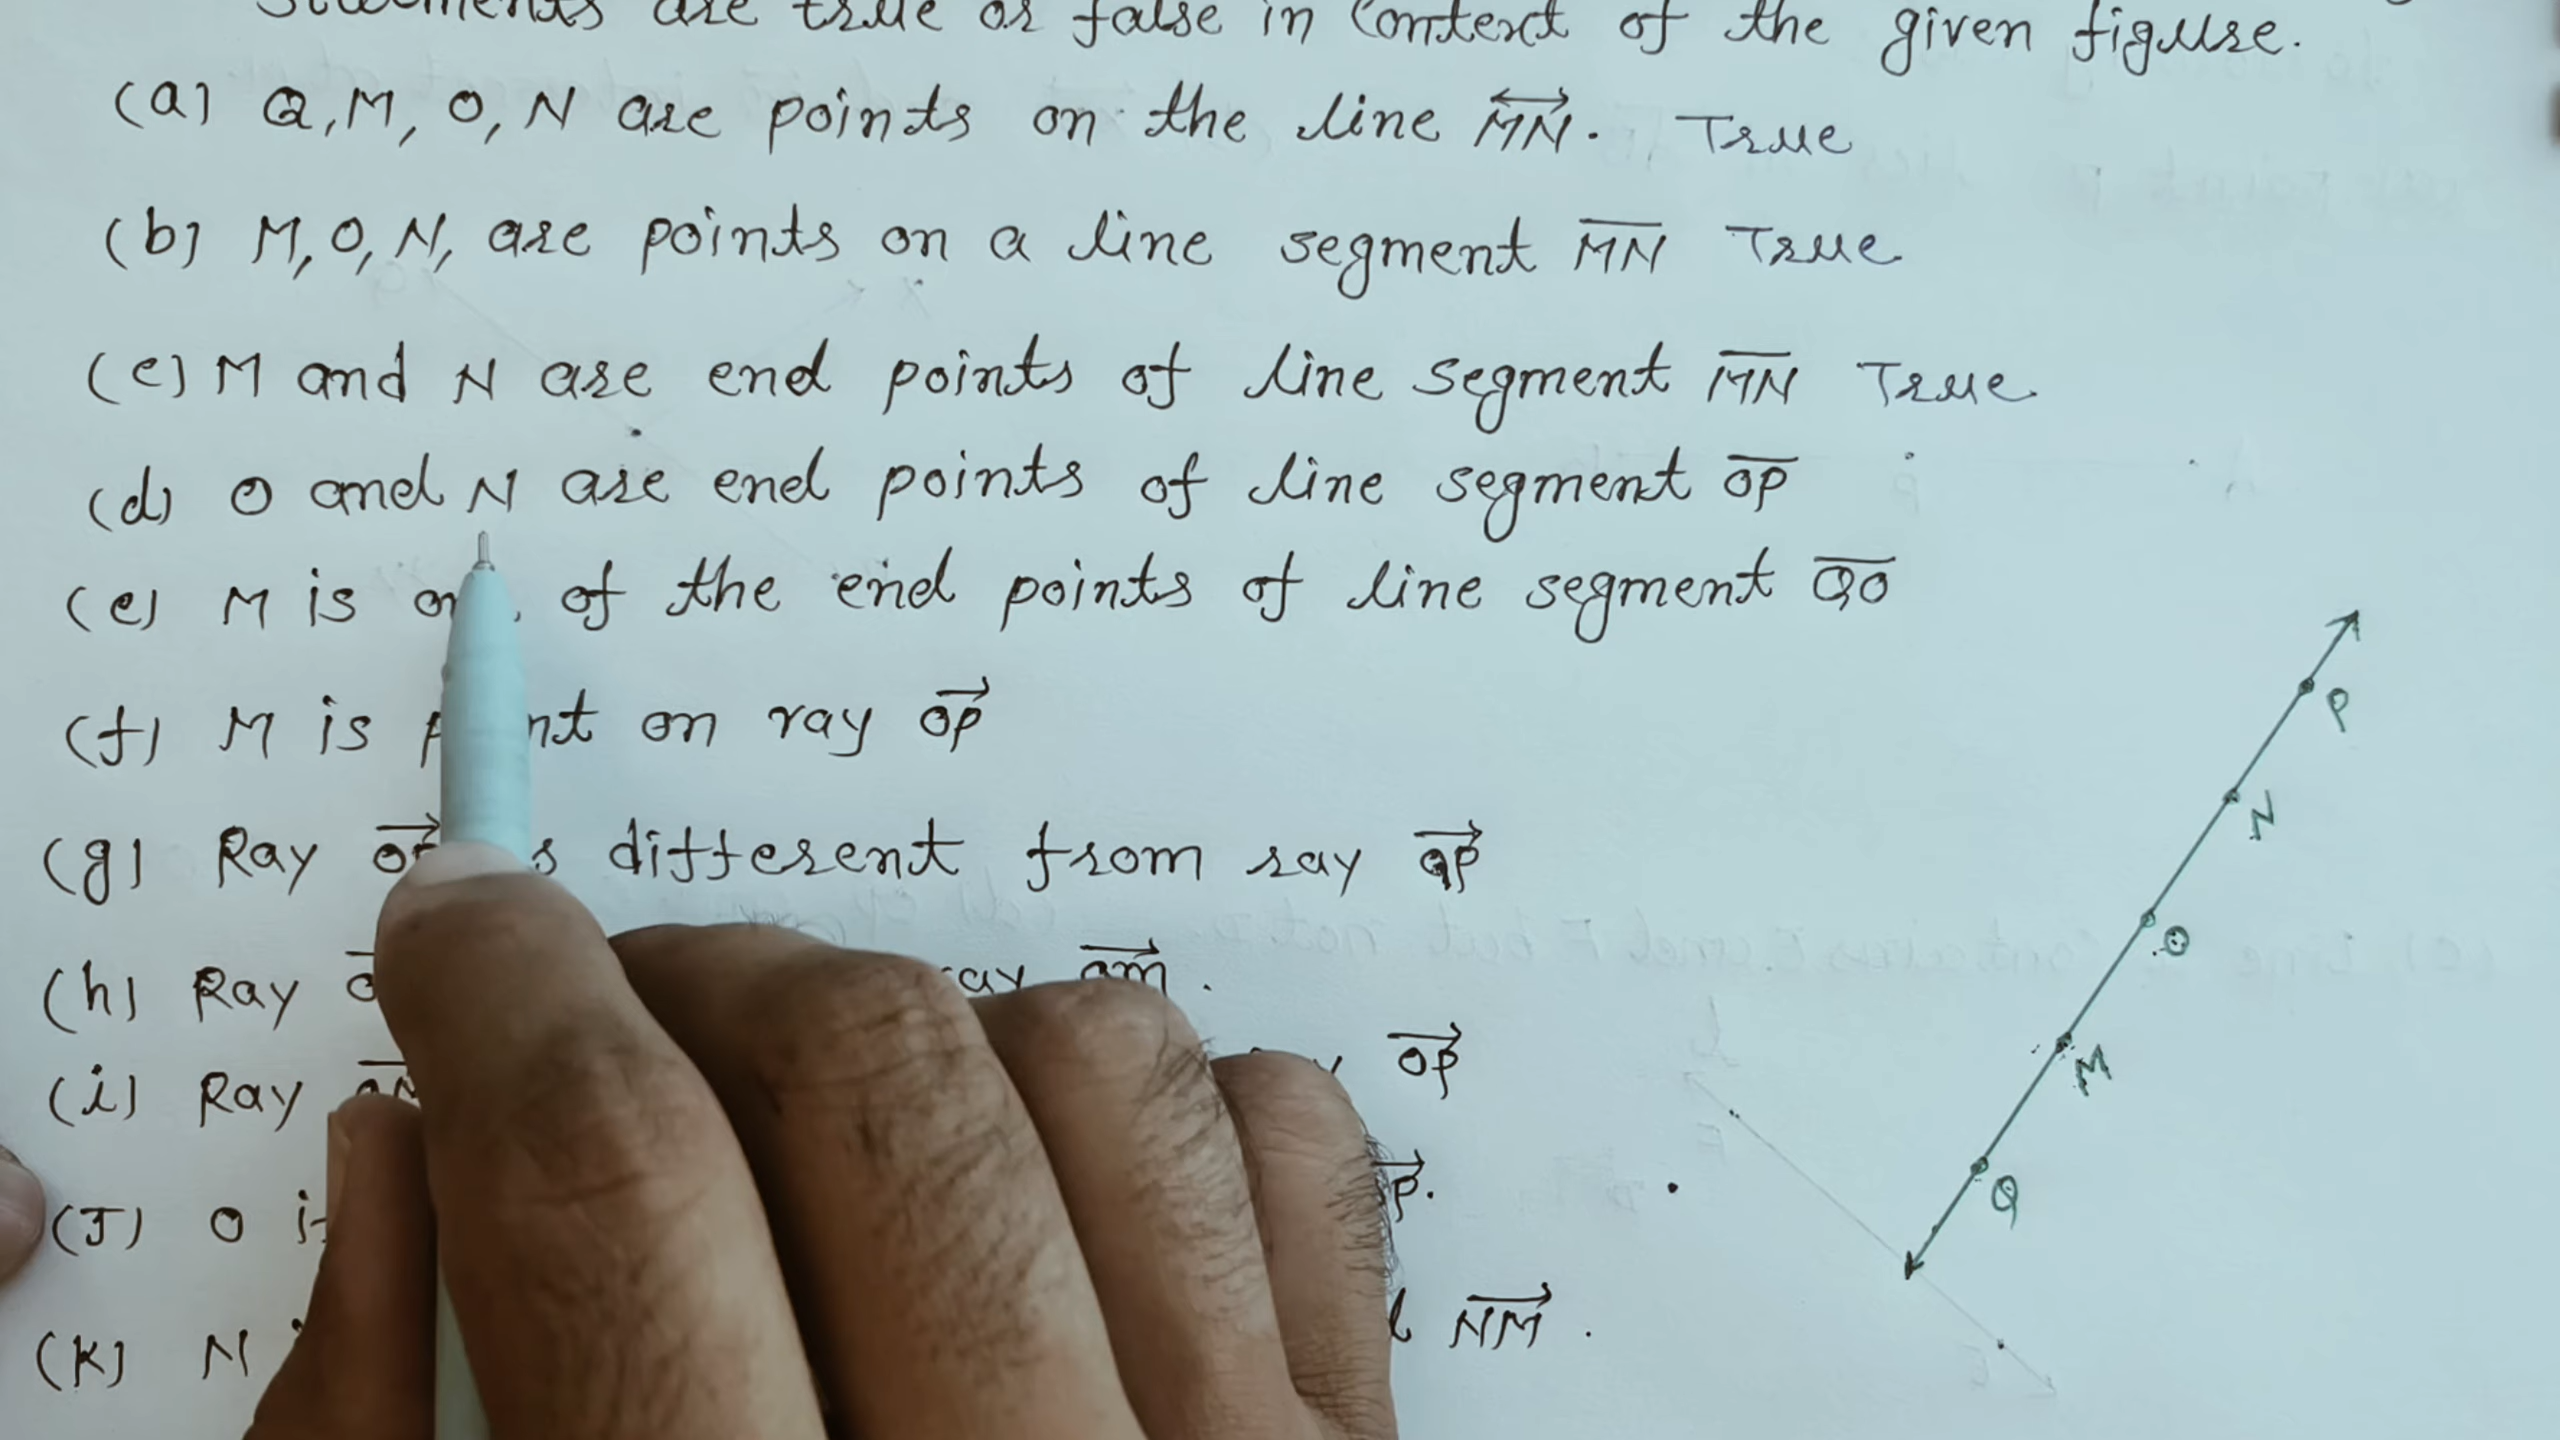 are true or false in Context of the given figure.
(a) Q, M, O, N are points on the line MN. True
(b) M, O, N, are points on a line segment MN True
(c) M and N are end points of line segment MN True
(d) O and N are end points of line segment OP
(e) M is of the end points of line segment QO
(f) M is on ray OP
(g) Ray different from ray QP
(h) Ray ray OM.
(i) Ray OP
(J) O
(K) N NM.
P
N
O
M
Q